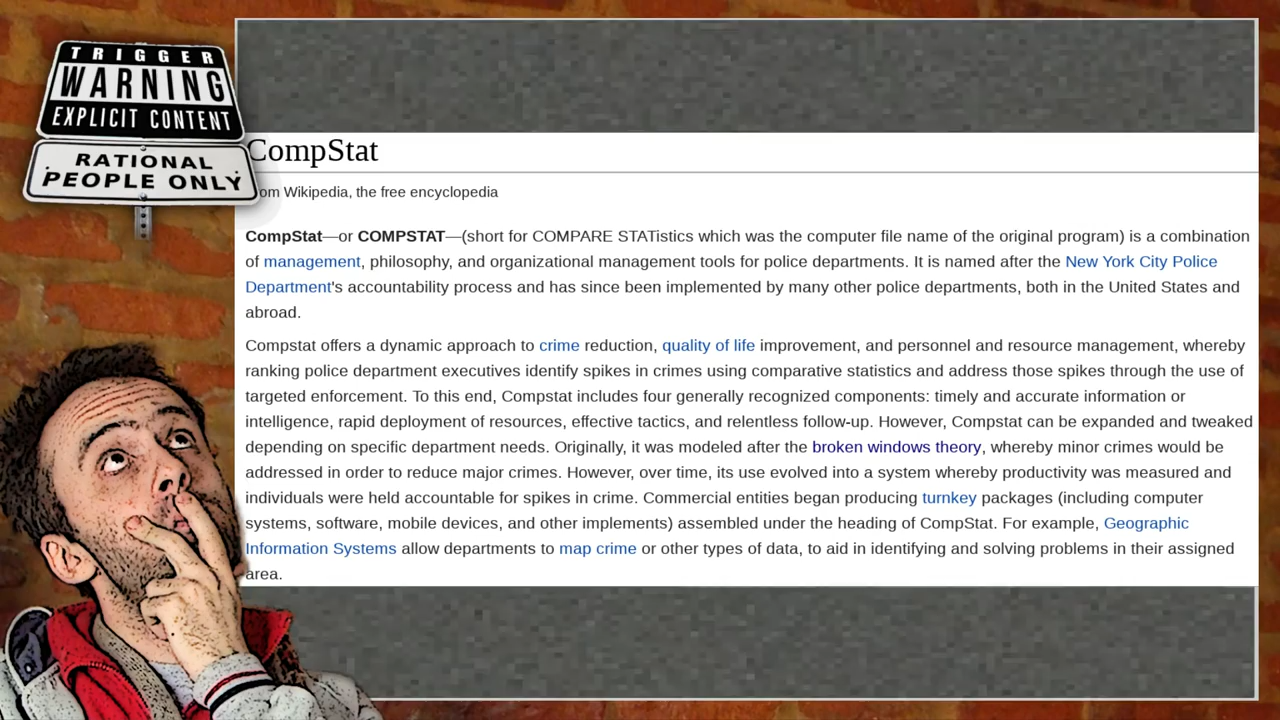 TRIGGER
WARNING
EXPLICIT CONTENT
RATIONAL
PEOPLE ONLY
CompStat
om Wikipedia, the free encyclopedia
CompStat—or COMPSTAT—(short for COMPARE STATistics which was the computer file name of the original program) is a combination
of management, philosophy, and organizational management tools for police departments. It is named after the New York City Police
Department's accountability process and has since been implemented by many other police departments, both in the United States and
abroad.
Compstat offers a dynamic approach to crime reduction, quality of life improvement, and personnel and resource management, whereby
ranking police department executives identify spikes in crimes using comparative statistics and address those spikes through the use of
targeted enforcement. To this end, Compstat includes four generally recognized components: timely and accurate information or
intelligence, rapid deployment of resources, effective tactics, and relentless follow-up. However, Compstat can be expanded and tweaked
depending on specific department needs. Originally, it was modeled after the broken windows theory, whereby minor crimes would be
addressed in order to reduce major crimes. However, over time, its use evolved into a system whereby productivity was measured and
individuals were held accountable for spikes in crime. Commercial entities began producing turnkey packages (including computer
systems, software, mobile devices, and other implements) assembled under the heading of CompStat. For example, Geographic
Information Systems allow departments to map crime or other types of data, to aid in identifying and solving problems in their assigned
area.